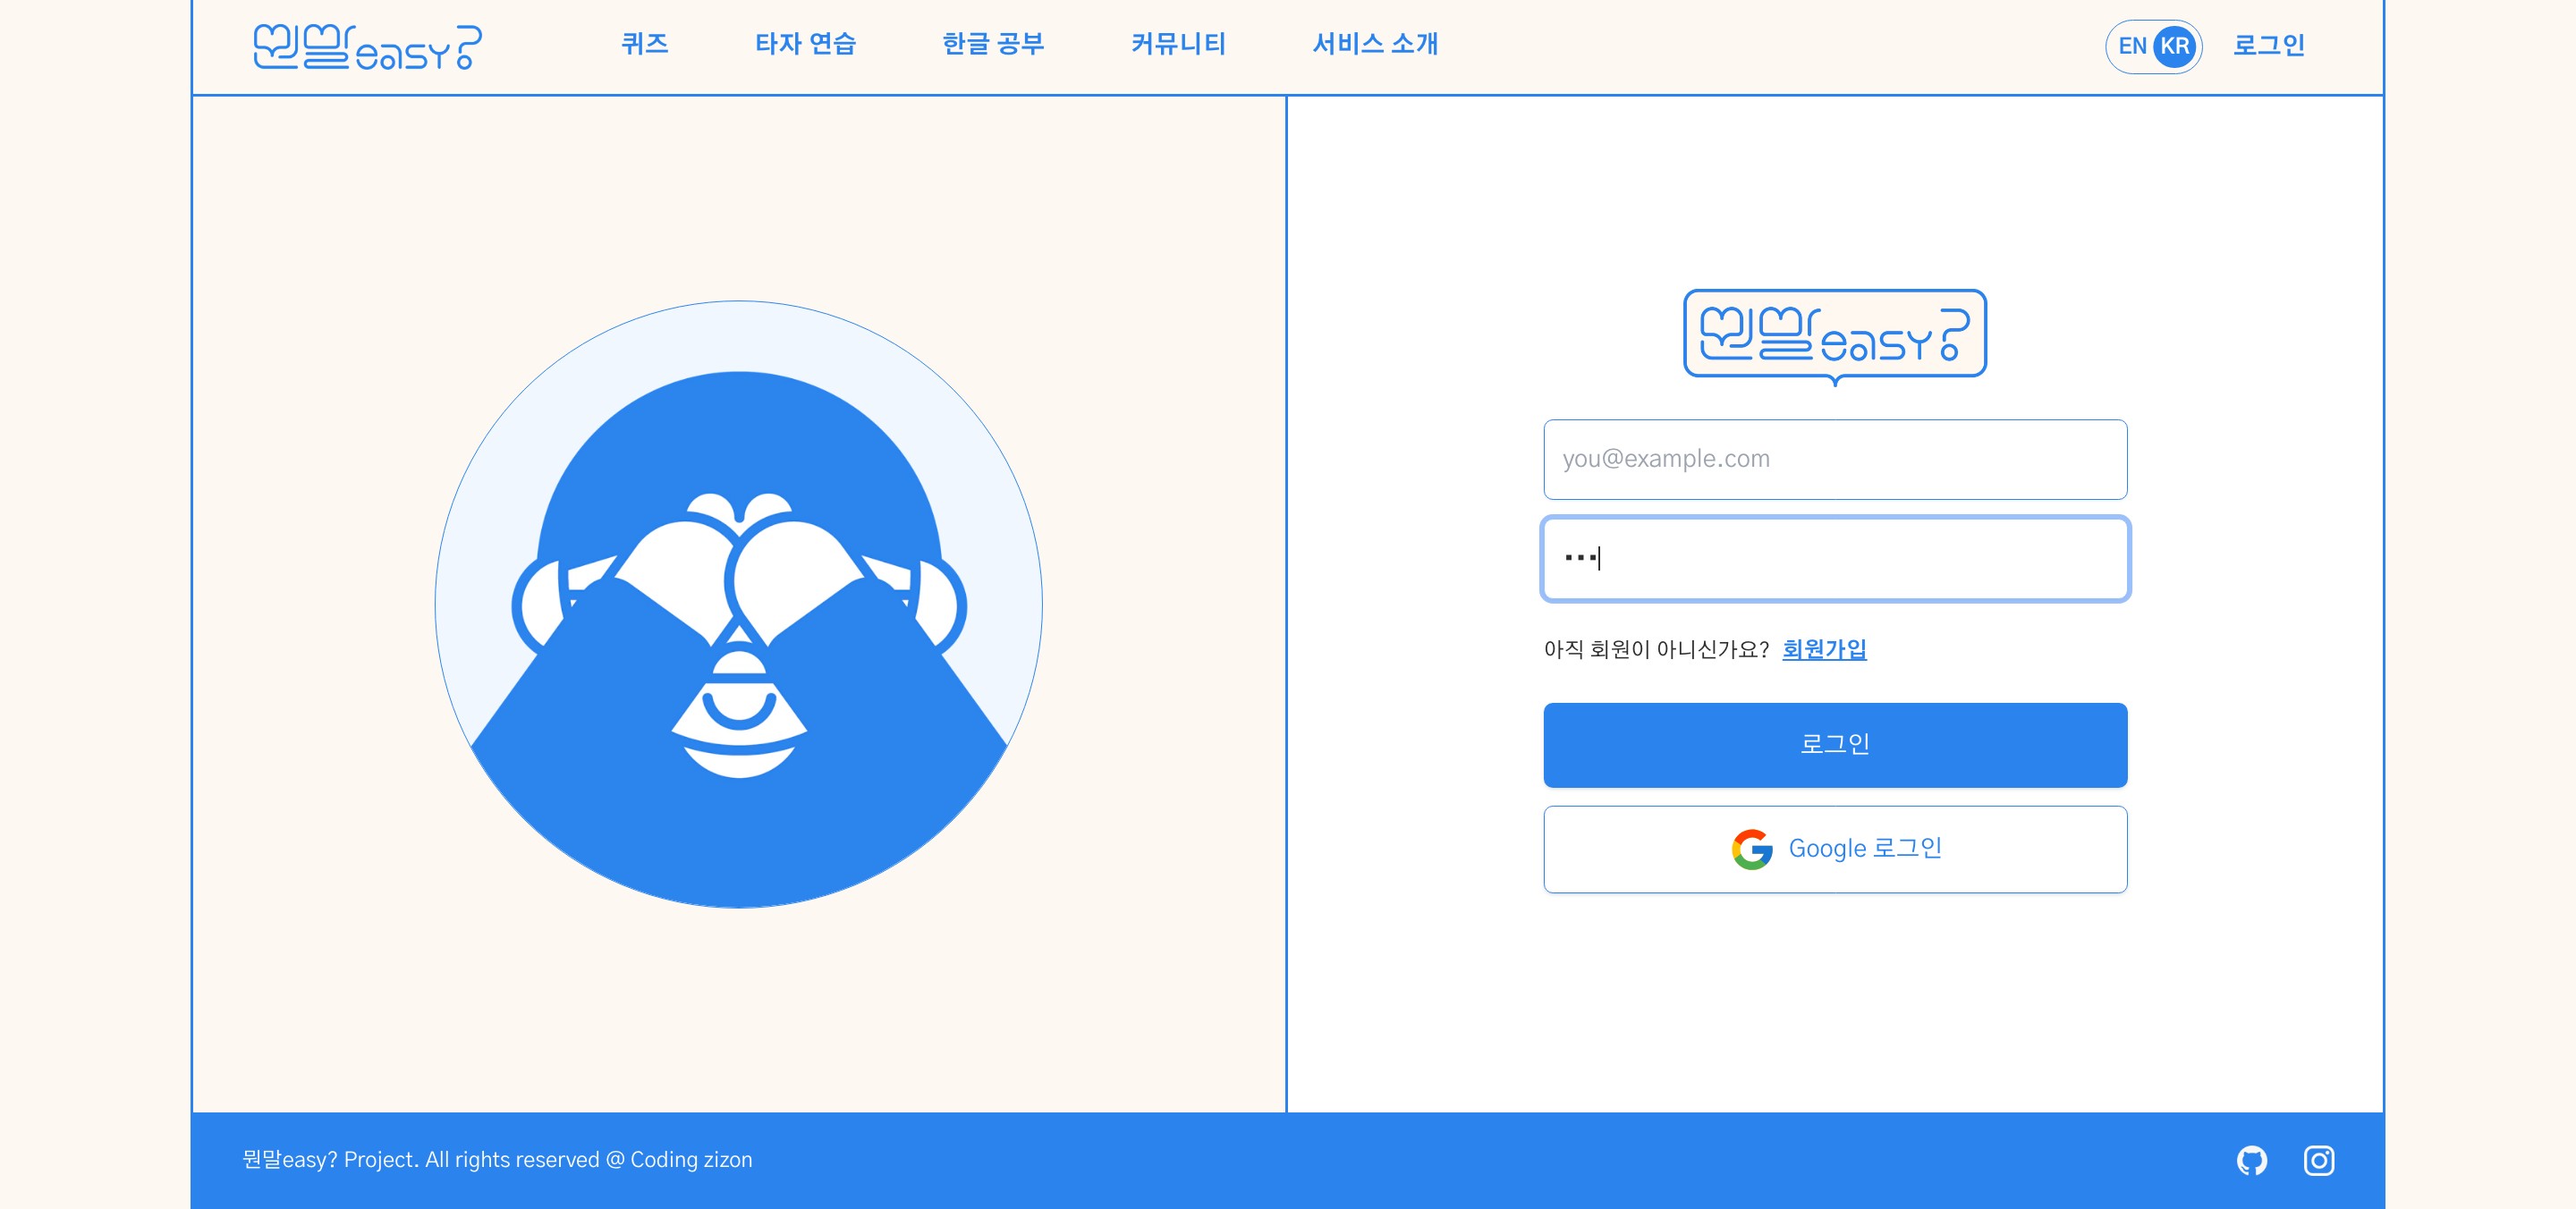 뭔말easy?
퀴즈
타자 연습
한글 공부
커뮤니티
서비스 소개
EN KR
로그인
뭔말easy?
you@example.com
아직 회원이 아니신가요? 회원가입
로그인
Google 로그인
뭔말easy? Project. All rights reserved @ Coding zizon